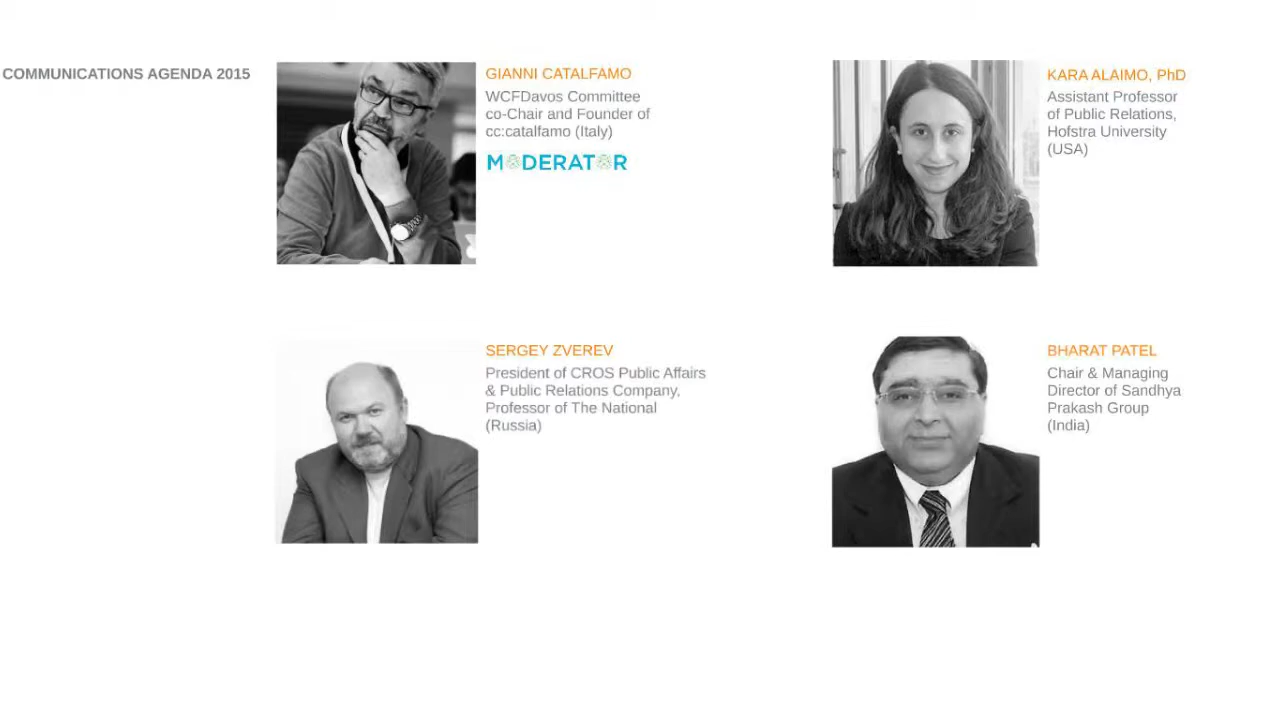 COMMUNICATIONS AGENDA 2015
GIANNI CATALFAMO
WCFDavos Committee
co-Chair and Founder of
cc:catalfamo (Italy)
MODERATOR
KARA ALAIMO, PhD
Assistant Professor
of Public Relations,
Hofstra University
(USA)
SERGEY ZVEREV
President of CROS Public Affairs
& Public Relations Company,
Professor of The National
(Russia)
BHARAT PATEL
Chair & Managing
Director of Sandhya
Prakash Group
(India)